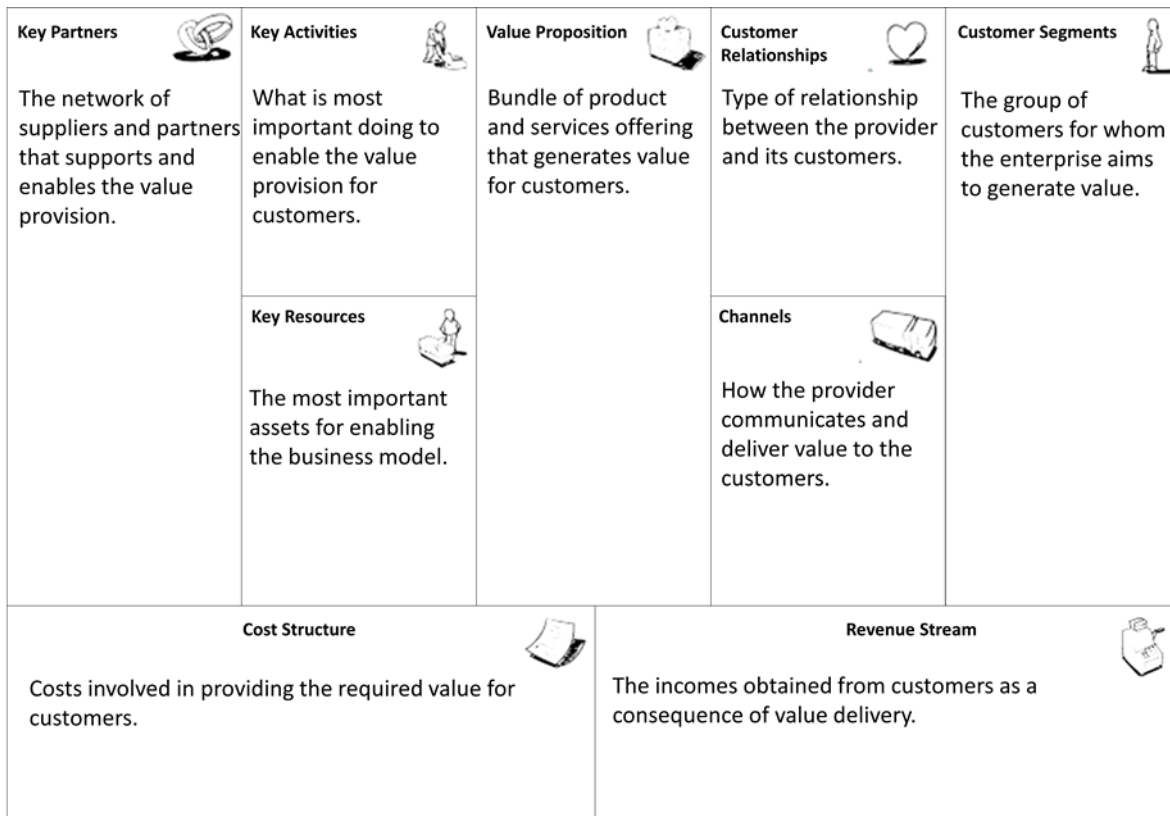 Key Partners
The network of
suppliers and partners
that supports and
enables the value
provision.
Key Activities
What is most
important doing to
enable the value
provision for
customers.
Key Resources
The most important
assets for enabling
the business model.
Value Proposition
Bundle of product
and services offering
that generates value
for customers.
Customer
Relationships
Type of relationship
between the provider
and its customers.
Channels
How the provider
communicates and
deliver value to the
customers.
Customer Segments
The group of
customers for whom
the enterprise aims
to generate value.
Cost Structure
Costs involved in providing the required value for
customers.
Revenue Stream
The incomes obtained from customers as a
consequence of value delivery.